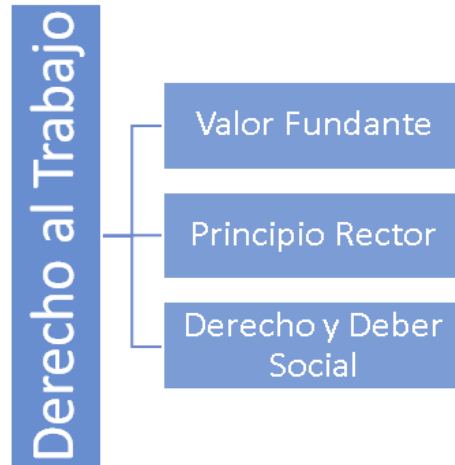 Derecho al Trabajo
Valor Fundante
Principio Rector
Derecho y Deber
Social